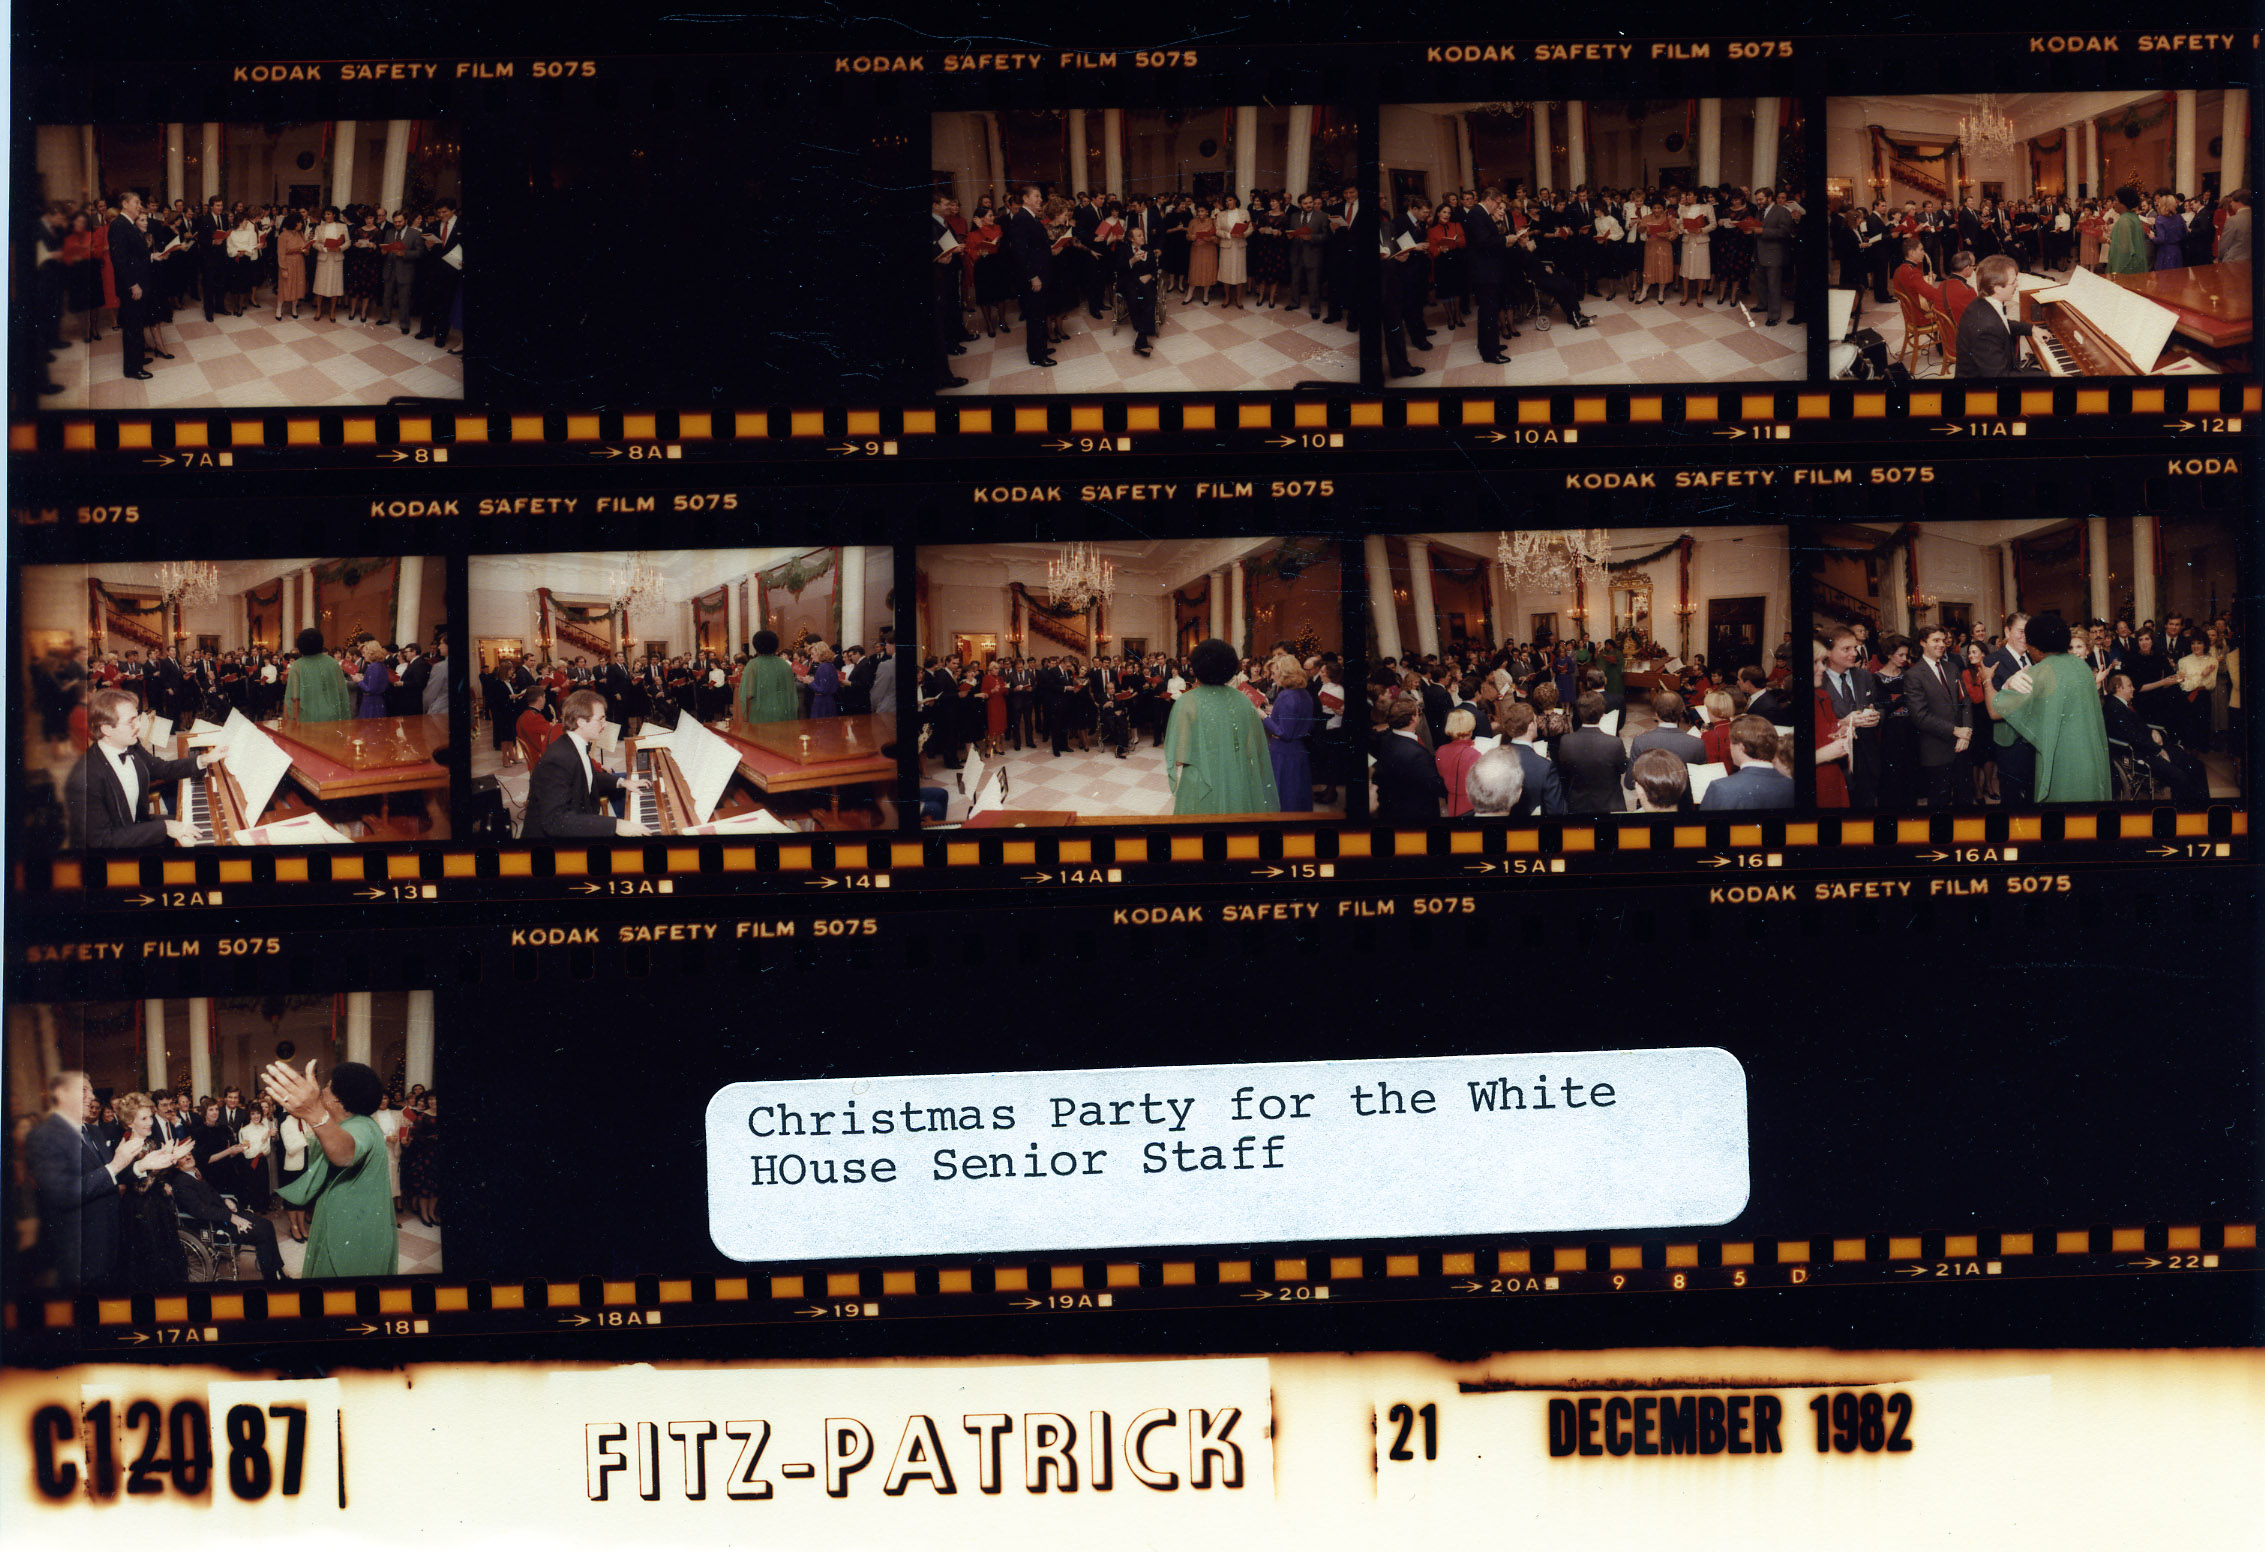 KODAK SAFETY FILM 5075 KODAK SAFETY FILM 5075 KODAK SAFETY FILM 5075 KODAK SAFETY
→7A →8 →8A →9 →9A →10 →10A →11 →11A →12
LM 5075 KODAK SAFETY FILM 5075 KODAK SAFETY FILM 5075 KODAK SAFETY FILM 5075 KODA
→12A →13 →13A →14 →14A →15 →15A →16 →16A →17
SAFETY FILM 5075 KODAK SAFETY FILM 5075 KODAK SAFETY FILM 5075 KODAK SAFETY FILM 5075
Christmas Party for the White
HOuse Senior Staff
→17A →18 →18A →19 →19A →20 →20A 9 8 5 D →21A →22
C12087 FITZ-PATRICK 21 DECEMBER 1982